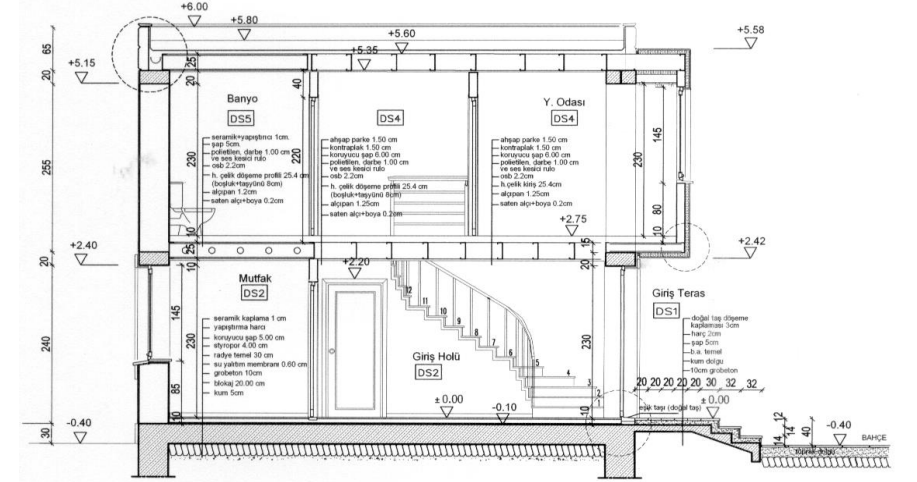 +6.00
+5.80
+5.60
+5.35
+5.58
+5.15
65
20
255
20
240
30
25
20
230
10
25
10
145
230
85
10
40
220
Banyo
DS5
seramik+yapıştırıcı 1cm.
şap 5cm.
polietilen, darbe 1.00 cm
ve ses kesici rulo
osb 2.2cm
h. çelik döşeme profili 25.4 cm
(boşluk+taşyünü 8cm)
alçıpan 1.2cm
saten alçı+boya 0.2cm
DS4
ahşap parke 1.50 cm
kontraplak 1.50 cm
koruyucu şap 6.00 cm
polietilen, darbe 1.00 cm
ve ses kesici rulo
osb 2.2cm
h. çelik döşeme profili 25.4 cm
(boşluk+taşyünü 8cm)
alçıpan 1.25cm
saten alçı+boya 0.2cm
Y. Odası
DS4
ahşap parke 1.50 cm
kontraplak 1.50 cm
koruyucu şap 6.00 cm
polietilen, darbe 1.00 cm
ve ses kesici rulo
osb 2.2cm
h.çelik kiriş 25.4cm
alçıpan 1.25cm
saten alçı+boya 0.2cm
230
145
80
10
+2.75
15
20
+2.42
+2.40
+2.20
Mutfak
DS2
seramik kaplama 1 cm
yapıştırma harcı
koruyucu şap 5.00 cm
styropor 4.00 cm
radye temel 30 cm
su yalıtım membranı 0.60 cm
grobeton 10cm
blokaj 20.00 cm
kum 5cm
12
11
10
9
8
7
6
5
4
3
2
1
Giriş Holü
DS2
230
10
Giriş Teras
DS1
doğal taş döşeme
kaplaması 3cm
harç 2cm
şap 5cm
b.a. temel
kum dolgu
10cm grobeton
20 20 20 20 20 30 32 32
± 0.00
-0.10
eşik taşı (doğal taş)
± 0.00
-0.40
12
14
14
40
-0.40
BAHÇE
toprak dolgu